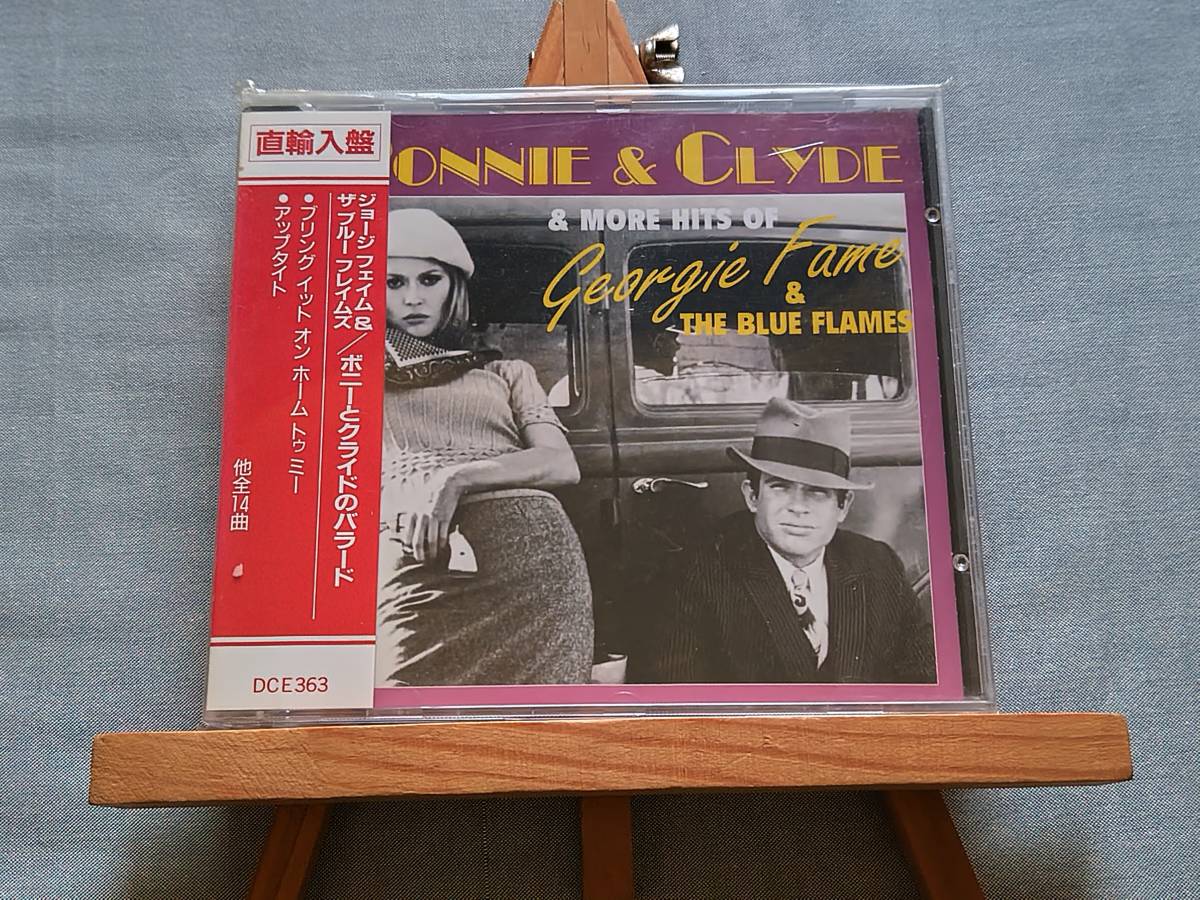 直輸入盤
ジョージ フェイム &
ザ ブルー フレイムズ
／ボニーとクライドのバラード
● ブリング イット オン ホーム トゥ ミー
● アップタイト
他全14曲
DCE363
ONNIE & CLYDE
& MORE HITS OF
Georgie Fame
&
THE BLUE FLAMES